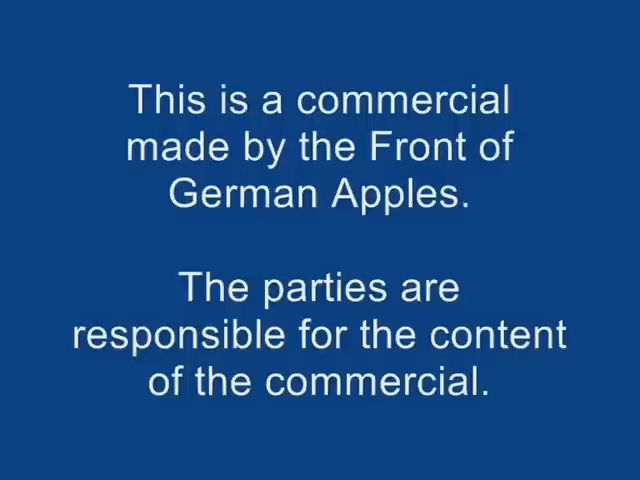 This is a commercial
made by the Front of
German Apples.
The parties are
responsible for the content
of the commercial.